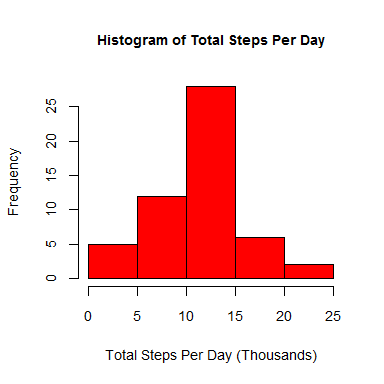 Histogram of Total Steps Per Day
Frequency
25
20
15
10
5
0
0 5 10 15 20 25
Total Steps Per Day (Thousands)